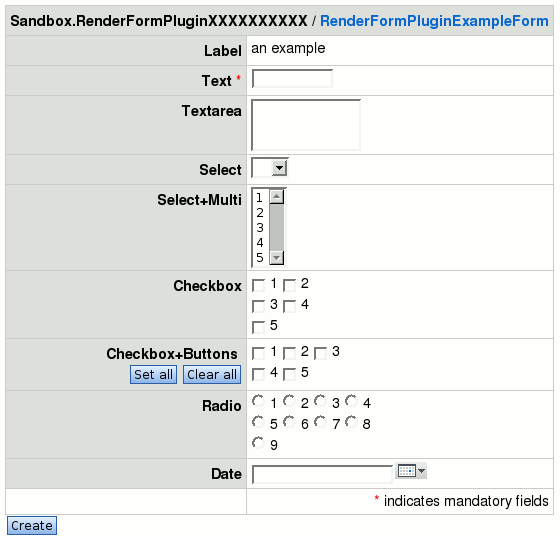 Sandbox.RenderFormPluginXXXXXXXXXX / RenderFormPluginExampleForm
Label an example
Text *
Textarea
Select
Select+Multi
1
2
3
4
5
Checkbox 1 2
3 4
5
Checkbox+Buttons 1 2 3
Set all Clear all 4 5
Radio 1 2 3 4
5 6 7 8
9
Date
* indicates mandatory fields
Create